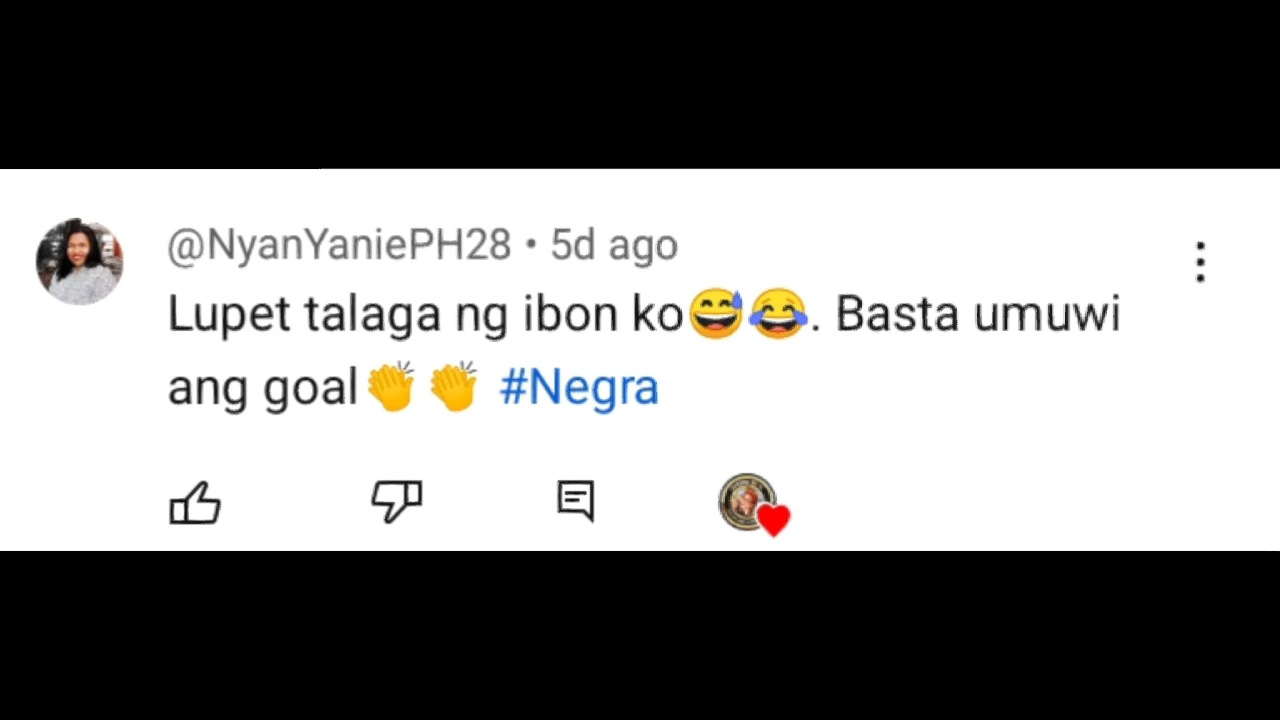 @NyanYaniePH28 • 5d ago
Lupet talaga ng ibon ko😅😂. Basta umuwi
ang goal👏👏 #Negra